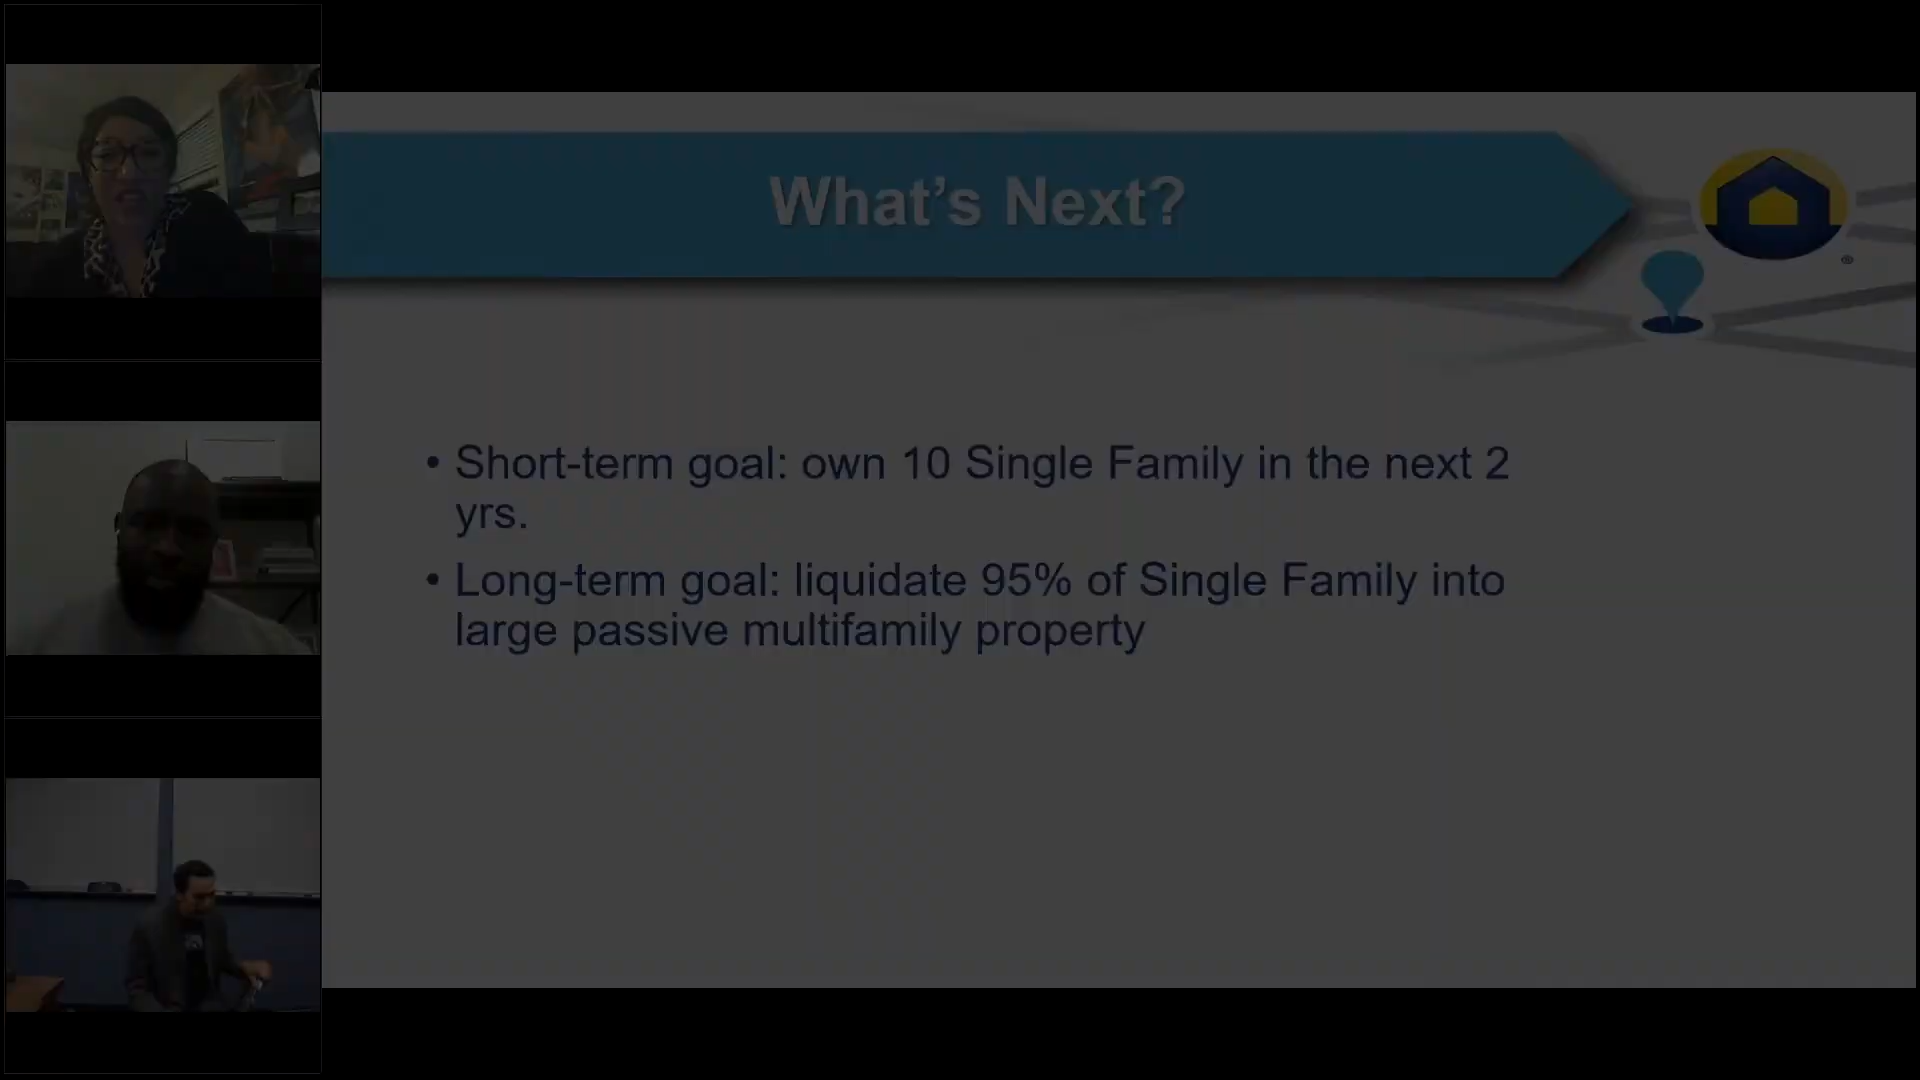 What's Next?
®
• Short-term goal: own 10 Single Family in the next 2
yrs.
• Long-term goal: liquidate 95% of Single Family into
large passive multifamily property